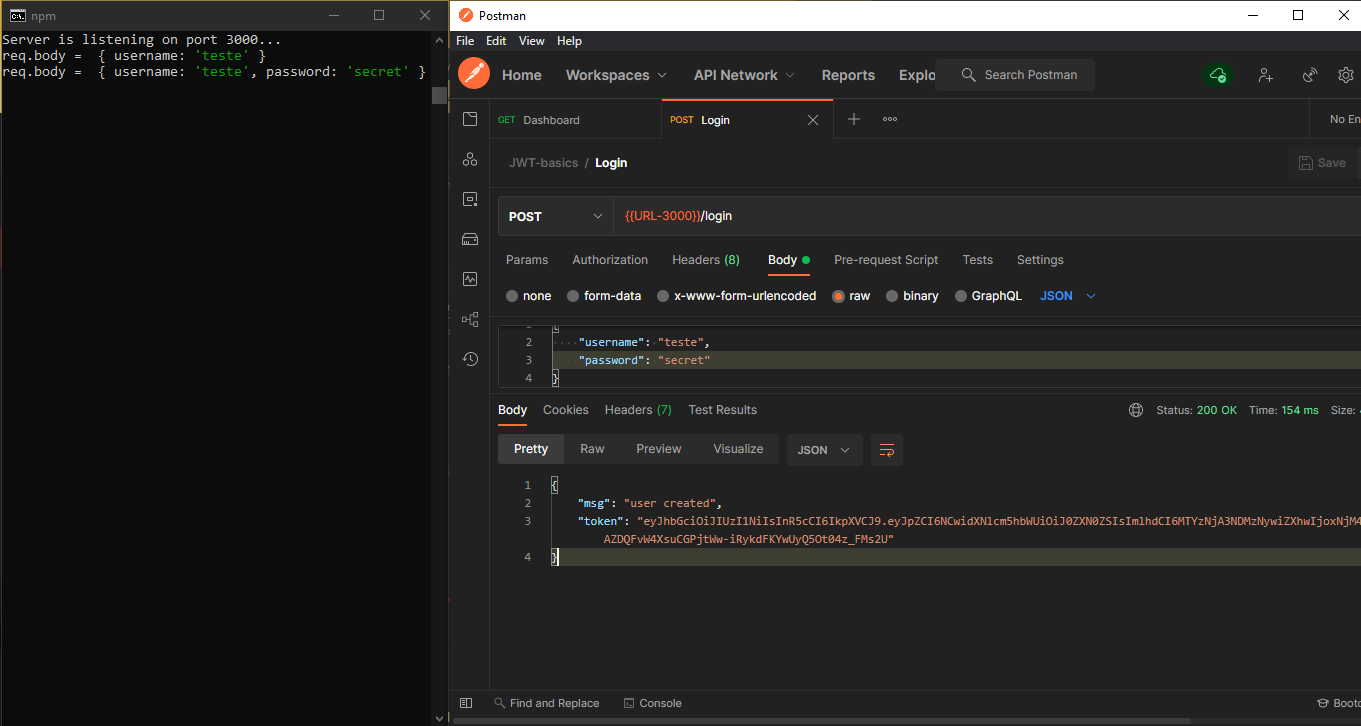 npm
Server is listening on port 3000...
req.body =  { username: 'teste' }
req.body =  { username: 'teste', password: 'secret' }
Postman
File Edit View Help
Home Workspaces API Network Reports Explo Search Postman
GET Dashboard POST Login No En
JWT-basics / Login Save
POST {{URL-3000}}/login
Params Authorization Headers (8) Body Pre-request Script Tests Settings
none form-data x-www-form-urlencoded raw binary GraphQL JSON
1 {
2 "username": "teste",
3 "password": "secret"
4 }
Body Cookies Headers (7) Test Results Status: 200 OK Time: 154 ms Size:
Pretty Raw Preview Visualize JSON
1 {
2 "msg": "user created",
3 "token": "eyJhbGciOiJIUzI1NiIsInR5cCI6IkpXVCJ9.eyJpZCI6NCwidXNlcm5hbWUiOiJ0ZXN0ZSIsImlhdCI6MTYzNjA3NDMzNywiZXhwIjoxNjM4
AZDQFvW4XsuCGPjtWw-iRykdFKYwUyQ5Ot04z_FMs2U"
4 }
Find and Replace Console Bootc